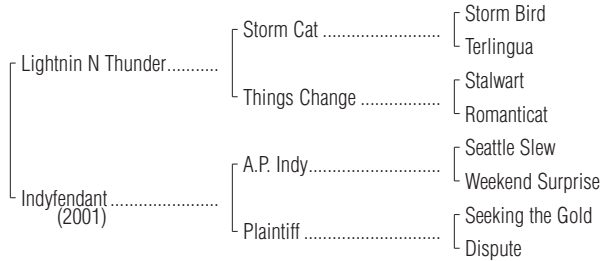 Storm Bird
Storm Cat ..................................
Terlingua
Lightnin N Thunder...........
Stalwart
Things Change .......................
Romanticat
Seattle Slew
A.P. Indy.....................................
Weekend Surprise
Indyfendant .......................
(2001)
Seeking the Gold
Plaintiff .......................................
Dispute